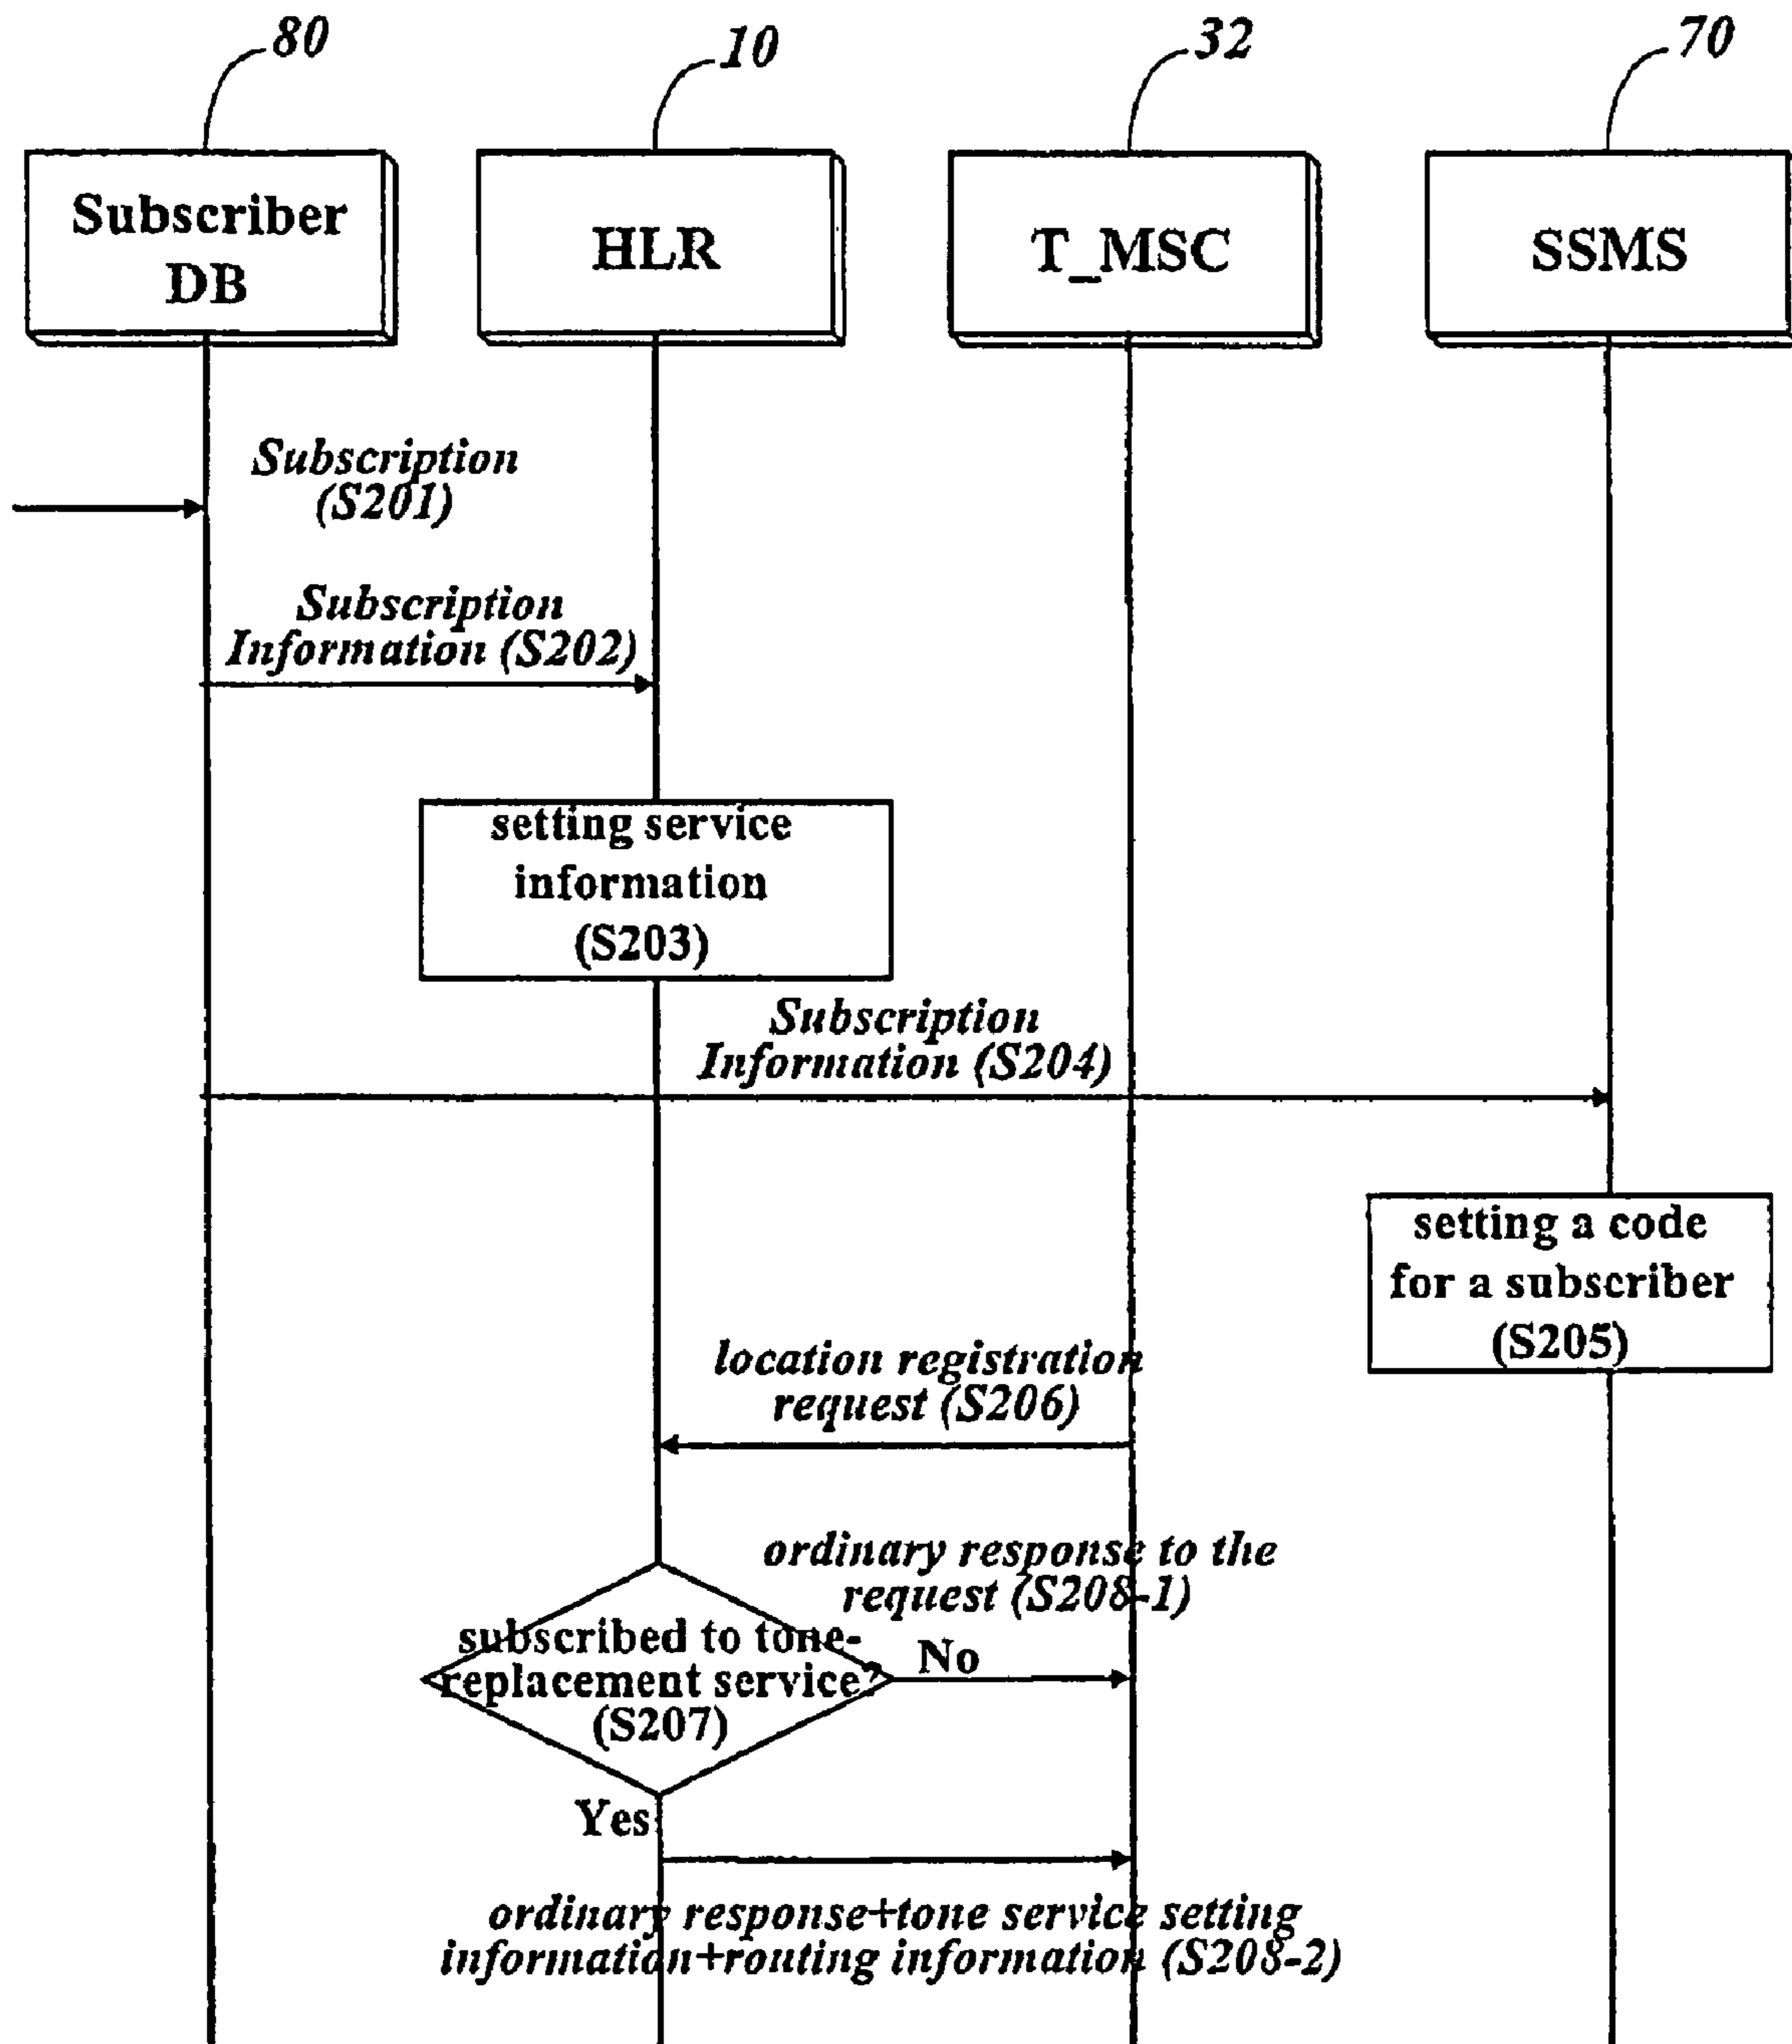 80
10
32
70
Subscriber
DB
HLR
T_MSC
SSMS
Subscription
(S201)
Subscription
Information (S202)
setting service
information
(S203)
Subscription
Information (S204)
setting a code
for a subscriber
(S205)
location registration
request (S206)
ordinary response to the
request (S208-1)
subscribed to tone-
replacement service?
(S207)
No
Yes
ordinary response+tone service setting
information+routing information (S208-2)